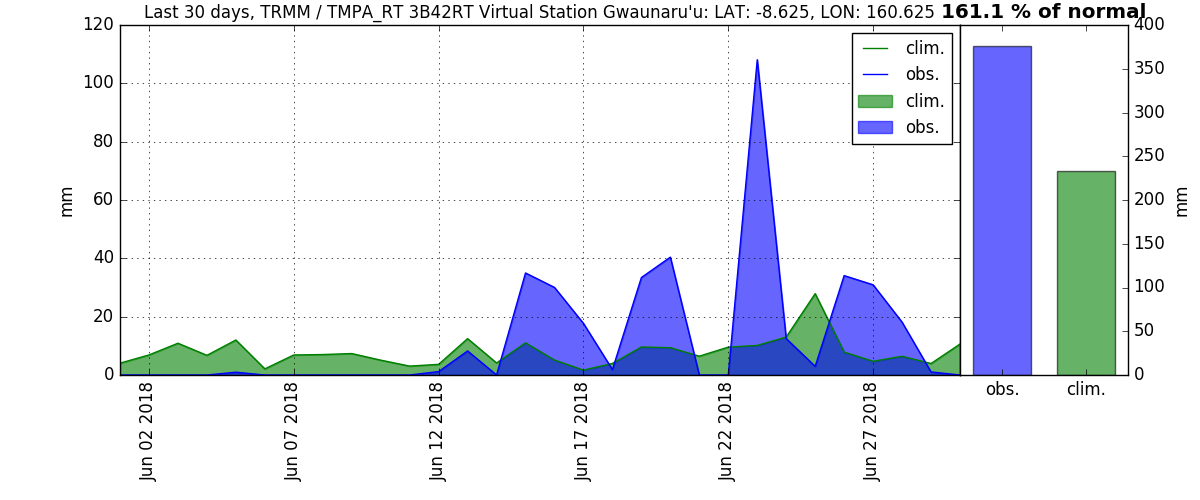 Last 30 days, TRMM / TMPA_RT 3B42RT Virtual Station Gwaunaru'u: LAT: -8.625, LON: 160.625 161.1 % of normal
mm
120
100
80
60
40
20
0
clim.
obs.
clim.
obs.
Jun 02 2018
Jun 07 2018
Jun 12 2018
Jun 17 2018
Jun 22 2018
Jun 27 2018
400
350
300
250
200
150
100
50
0
mm
obs.
clim.